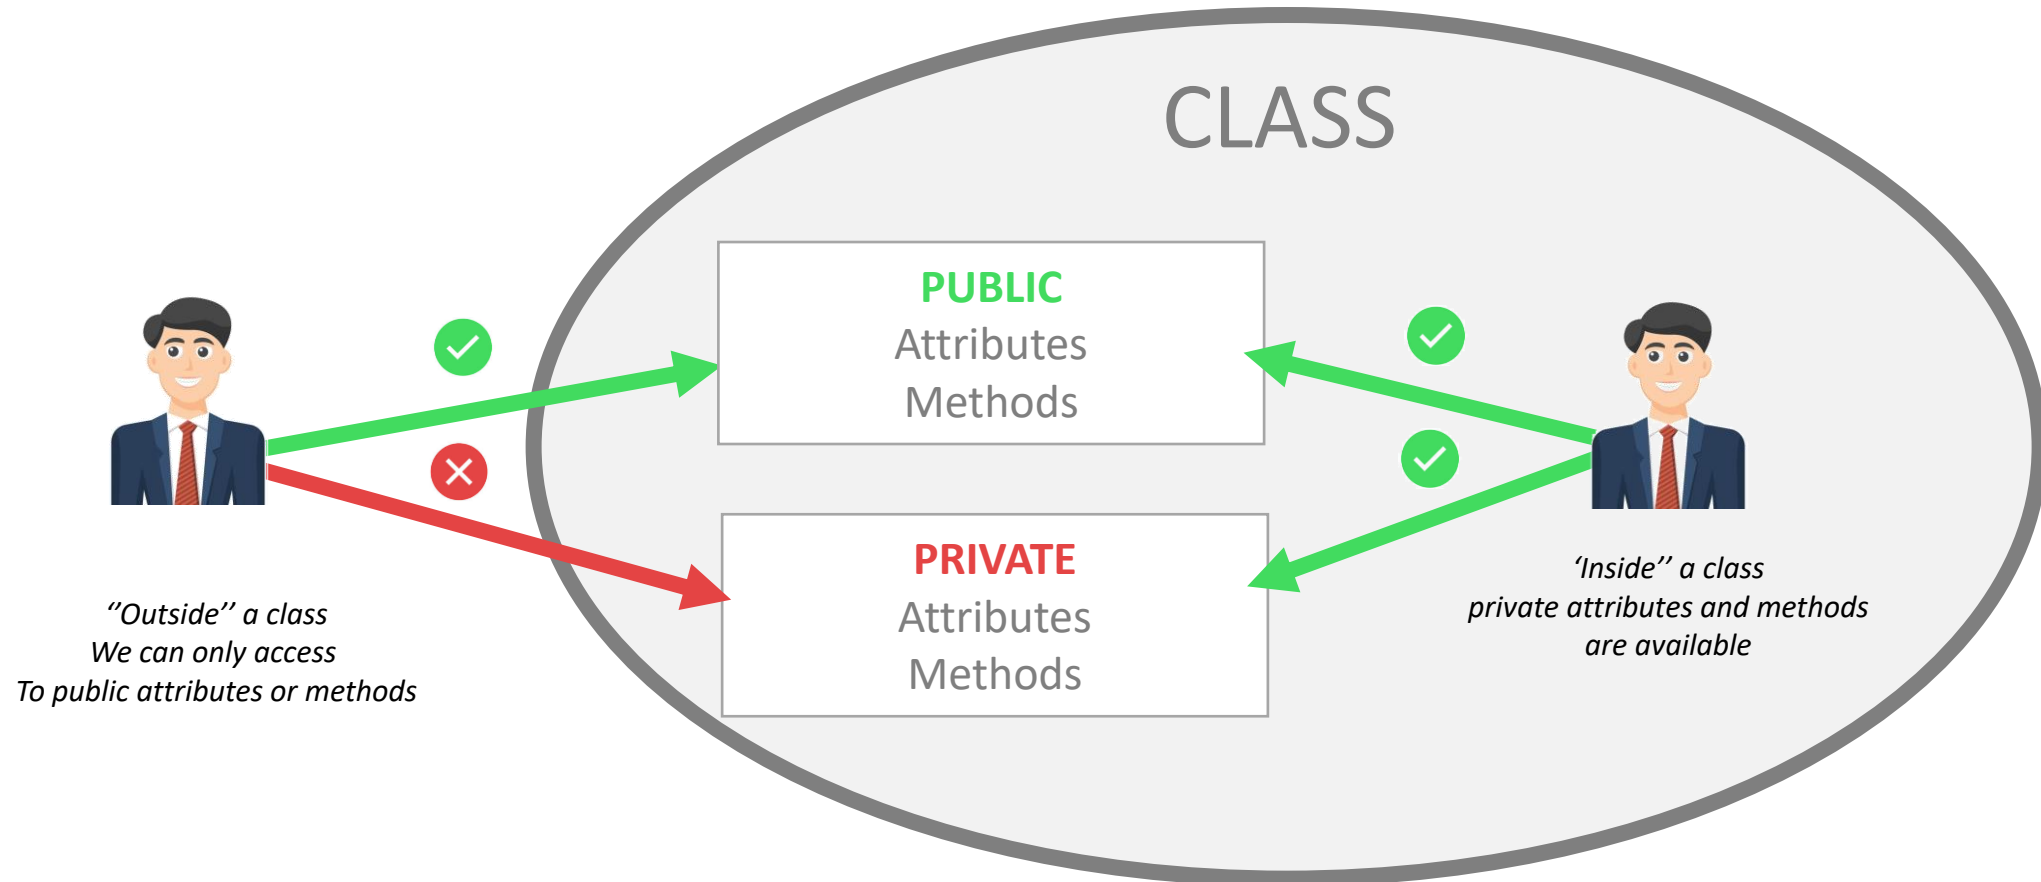 CLASS
PUBLIC
Attributes
Methods
PRIVATE
Attributes
Methods
‘’Outside’’ a class
We can only access
To public attributes or methods
‘Inside’’ a class
private attributes and methods
are available